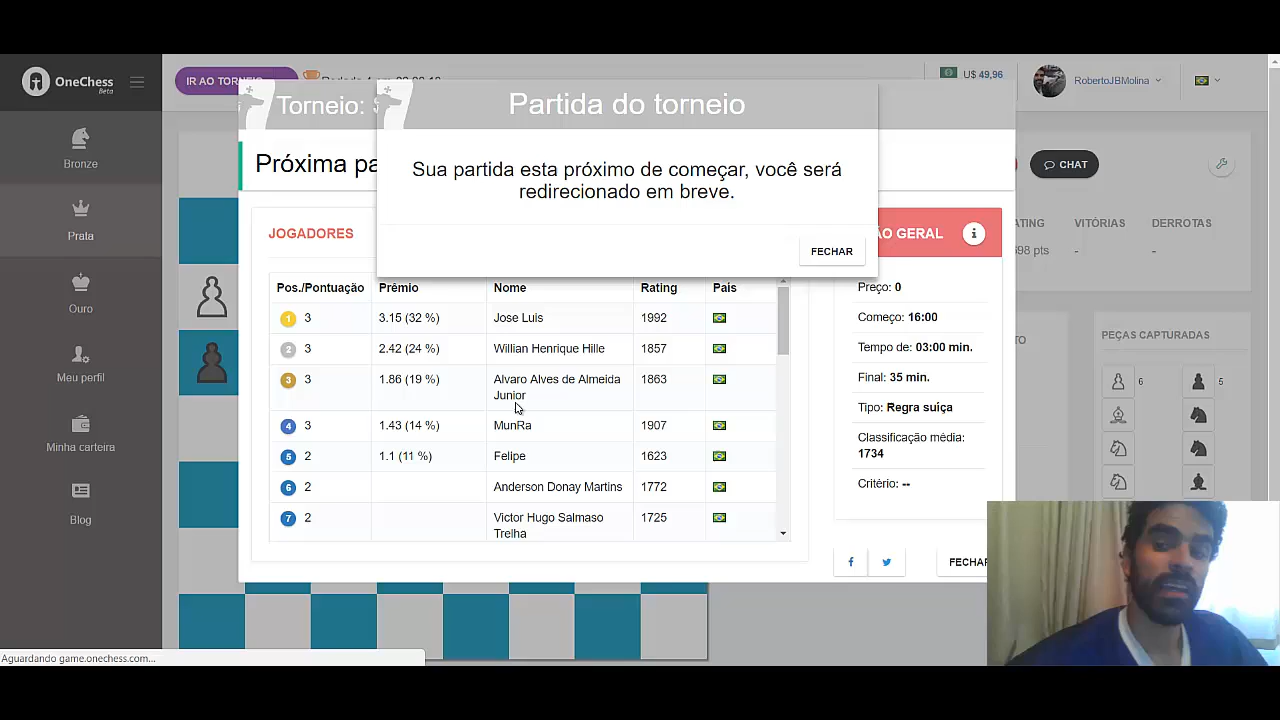 OneChess
Beta
Bronze
Prata
Ouro
Meu perfil
Minha carteira
Blog
IR AO TORNEIO
U$ 49,96
RobertoJBMolina
Torneio:
Partida do torneio
Sua partida esta próximo de começar, você será
redirecionado em breve.
FECHAR
Próxima pa
CHAT
JOGADORES
ÃO GERAL
Pos./Pontuação Prêmio Nome Rating Pais
1 3 3.15 (32 %) Jose Luis 1992
2 3 2.42 (24 %) Willian Henrique Hille 1857
3 3 1.86 (19 %) Alvaro Alves de Almeida 1863
Junior
4 3 1.43 (14 %) MunRa 1907
5 2 1.1 (11 %) Felipe 1623
6 2 Anderson Donay Martins 1772
7 2 Victor Hugo Salmaso 1725
Trelha
Preço: 0
Começo: 16:00
Tempo de: 03:00 min.
Final: 35 min.
Tipo: Regra suíça
Classificação média:
1734
Critério: --
FECHAR
ATING VITÓRIAS DERROTAS
698 pts - -
TO
PEÇAS CAPTURADAS
6 5
Aguardando game.onechess.com...